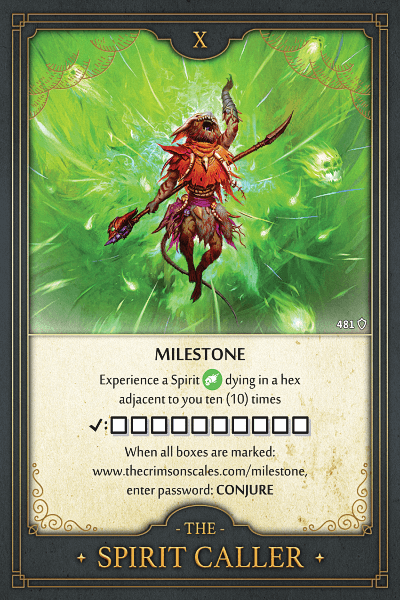 X
481
MILESTONE
Experience a Spirit dying in a hex
adjacent to you ten (10) times
✓:□□□□□□□□□□
When all boxes are marked:
www.thecrimsonscales.com/milestone,
enter password: CONJURE
- THE -
SPIRIT CALLER